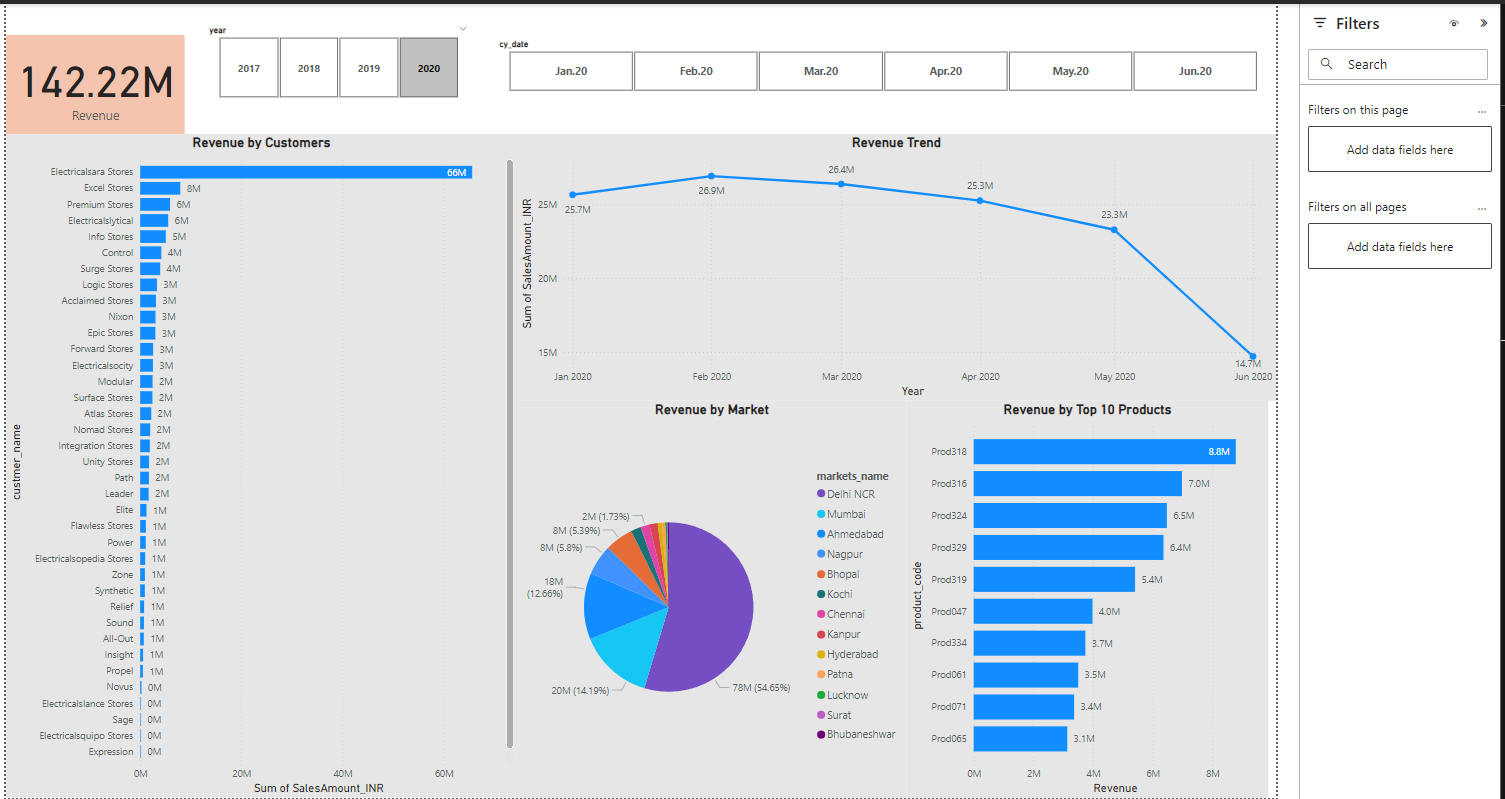 year
2017
2018
2019
2020
142.22M
Revenue
cy_date
Jan.20
Feb.20
Mar.20
Apr.20
May.20
Jun.20
Revenue by Customers
custmer_name
Electricalsara Stores 66M
Excel Stores 8M
Premium Stores 6M
Electricalslytical 6M
Info Stores 5M
Control 4M
Surge Stores 4M
Logic Stores 3M
Acclaimed Stores 3M
Nixon 3M
Epic Stores 3M
Forward Stores 3M
Electricalsocity 3M
Modular 2M
Surface Stores 2M
Atlas Stores 2M
Nomad Stores 2M
Integration Stores 2M
Unity Stores 2M
Path 2M
Leader 2M
Elite 1M
Flawless Stores 1M
Power 1M
Electricalsopedia Stores 1M
Zone 1M
Synthetic 1M
Relief 1M
Sound 1M
All-Out 1M
Insight 1M
Propel 1M
Novus 0M
Electricalslance Stores 0M
Sage 0M
Electricalsquipo Stores 0M
Expression 0M
0M 20M 40M 60M
Sum of SalesAmount_INR
Revenue Trend
Sum of SalesAmount_INR
25M
20M
15M
25.7M
26.9M
26.4M
25.3M
23.3M
14.7M
Jan 2020 Feb 2020 Mar 2020 Apr 2020 May 2020 Jun 2020
Year
Revenue by Market
2M (1.73%)
8M (5.39%)
8M (5.8%)
18M
(12.66%)
20M (14.19%)
78M (54.65%)
markets_name
Delhi NCR
Mumbai
Ahmedabad
Nagpur
Bhopal
Kochi
Chennai
Kanpur
Hyderabad
Patna
Lucknow
Surat
Bhubaneshwar
Revenue by Top 10 Products
product_code
Prod318 8.8M
Prod316 7.0M
Prod324 6.5M
Prod329 6.4M
Prod319 5.4M
Prod047 4.0M
Prod334 3.7M
Prod061 3.5M
Prod071 3.4M
Prod065 3.1M
0M 2M 4M 6M 8M
Revenue
Filters
Search
Filters on this page
...
Add data fields here
Filters on all pages
...
Add data fields here